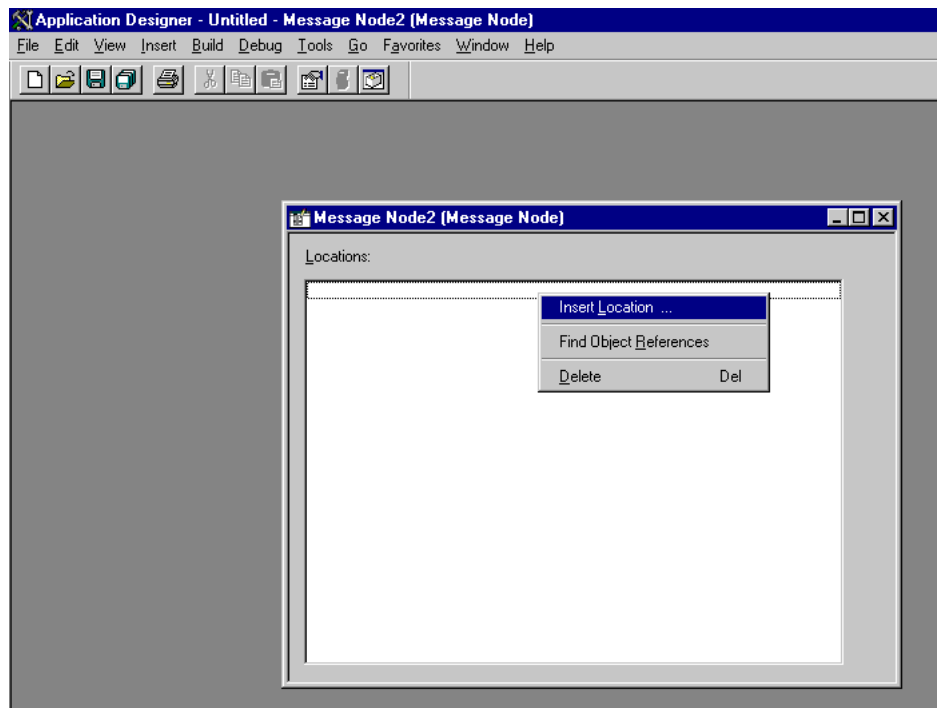 Application Designer - Untitled - Message Node2 (Message Node)
File Edit View Insert Build Debug Tools Go Favorites Window Help
Message Node2 (Message Node)
Locations:
Insert Location ...
Find Object References
Delete Del